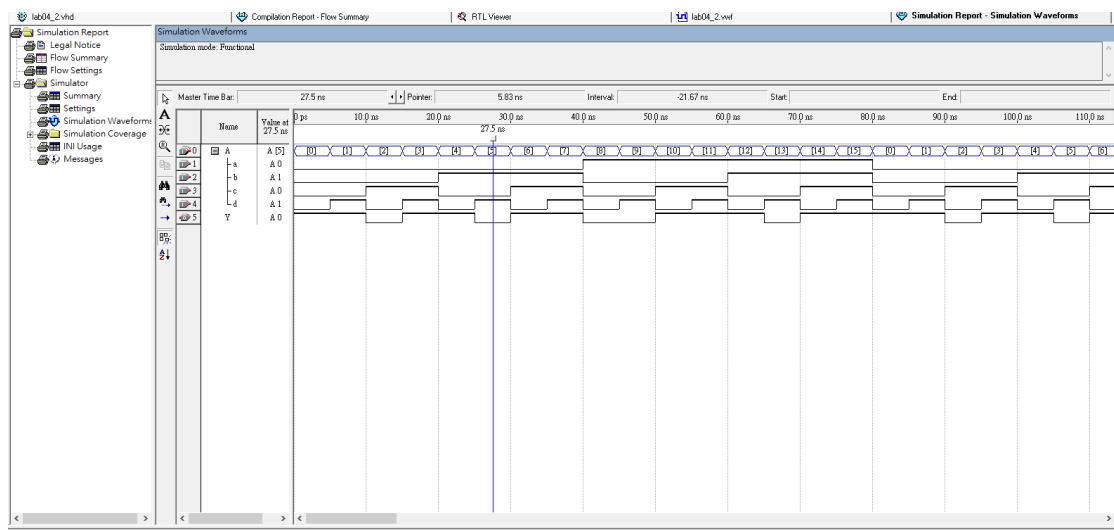 lab04_2.vhd
Compilation Report - Flow Summary
RTL Viewer
lab04_2.vwf
Simulation Report - Simulation Waveforms
Simulation Report
Legal Notice
Flow Summary
Flow Settings
Simulator
Summary
Settings
Simulation Waveforms
Simulation Coverage
INI Usage
Messages
Simulation Waveforms
Simulation mode: Functional
Master Time Bar: 27.5 ns Pointer: 5.83 ns Interval: -21.67 ns Start: End:
Name Value at 27.5 ns
0 ps 10.0 ns 20.0 ns 30.0 ns 40.0 ns 50.0 ns 60.0 ns 70.0 ns 80.0 ns 90.0 ns 100.0 ns 110.0 ns
27.5 ns
0 A A [5] [0] [1] [2] [3] [4] [5] [6] [7] [8] [9] [10] [11] [12] [13] [14] [15] [0] [1] [2] [3] [4] [5] [6]
1 a A 0
2 b A 1
3 c A 0
4 d A 1
5 Y A 0